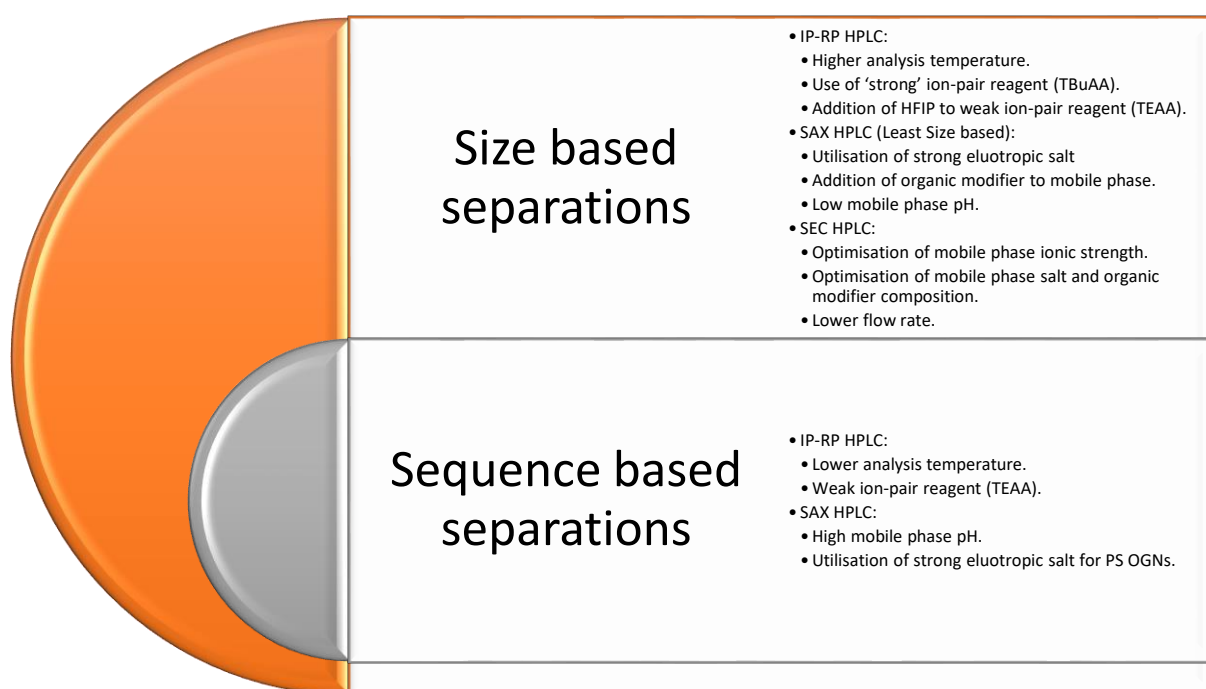 Size based
separations
• IP-RP HPLC:
• Higher analysis temperature.
• Use of ‘strong’ ion-pair reagent (TBuAA).
• Addition of HFIP to weak ion-pair reagent (TEAA).
• SAX HPLC (Least Size based):
• Utilisation of strong eluotropic salt
• Addition of organic modifier to mobile phase.
• Low mobile phase pH.
• SEC HPLC:
• Optimisation of mobile phase ionic strength.
• Optimisation of mobile phase salt and organic
modifier composition.
• Lower flow rate.
Sequence based
separations
• IP-RP HPLC:
• Lower analysis temperature.
• Weak ion-pair reagent (TEAA).
• SAX HPLC:
• High mobile phase pH.
• Utilisation of strong eluotropic salt for PS OGNs.